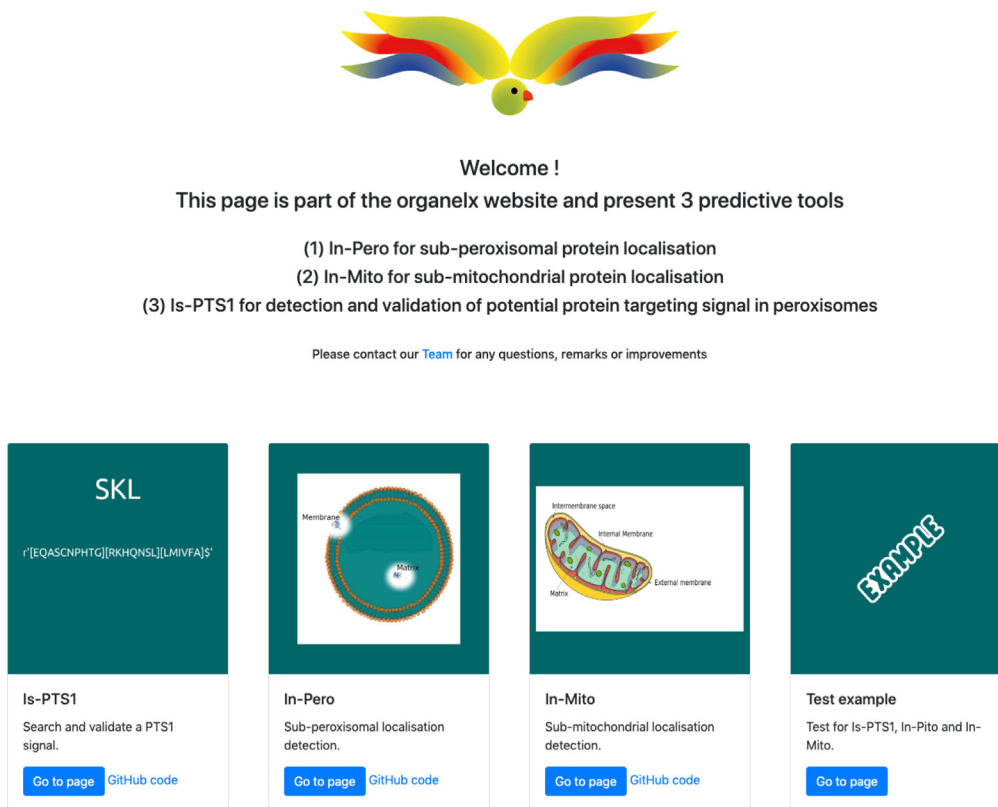 Welcome !
This page is part of the organelx website and present 3 predictive tools
(1) In-Pero for sub-peroxisomal protein localisation
(2) In-Mito for sub-mitochondrial protein localisation
(3) Is-PTS1 for detection and validation of potential protein targeting signal in peroxisomes
Please contact our Team for any questions, remarks or improvements
SKL
r'[EQASCNPHTG][RKHQNSL][LMIVFA]$'
Is-PTS1
Search and validate a PTS1
signal.
Go to page GitHub code
Membrane
Matrix
In-Pero
Sub-peroxisomal localisation
detection.
Go to page GitHub code
Intermembrane space
Internal Membrane
External membrane
Matrix
In-Mito
Sub-mitochondrial localisation
detection.
Go to page GitHub code
EXAMPLE
Test example
Test for Is-PTS1, In-Pito and In-
Mito.
Go to page